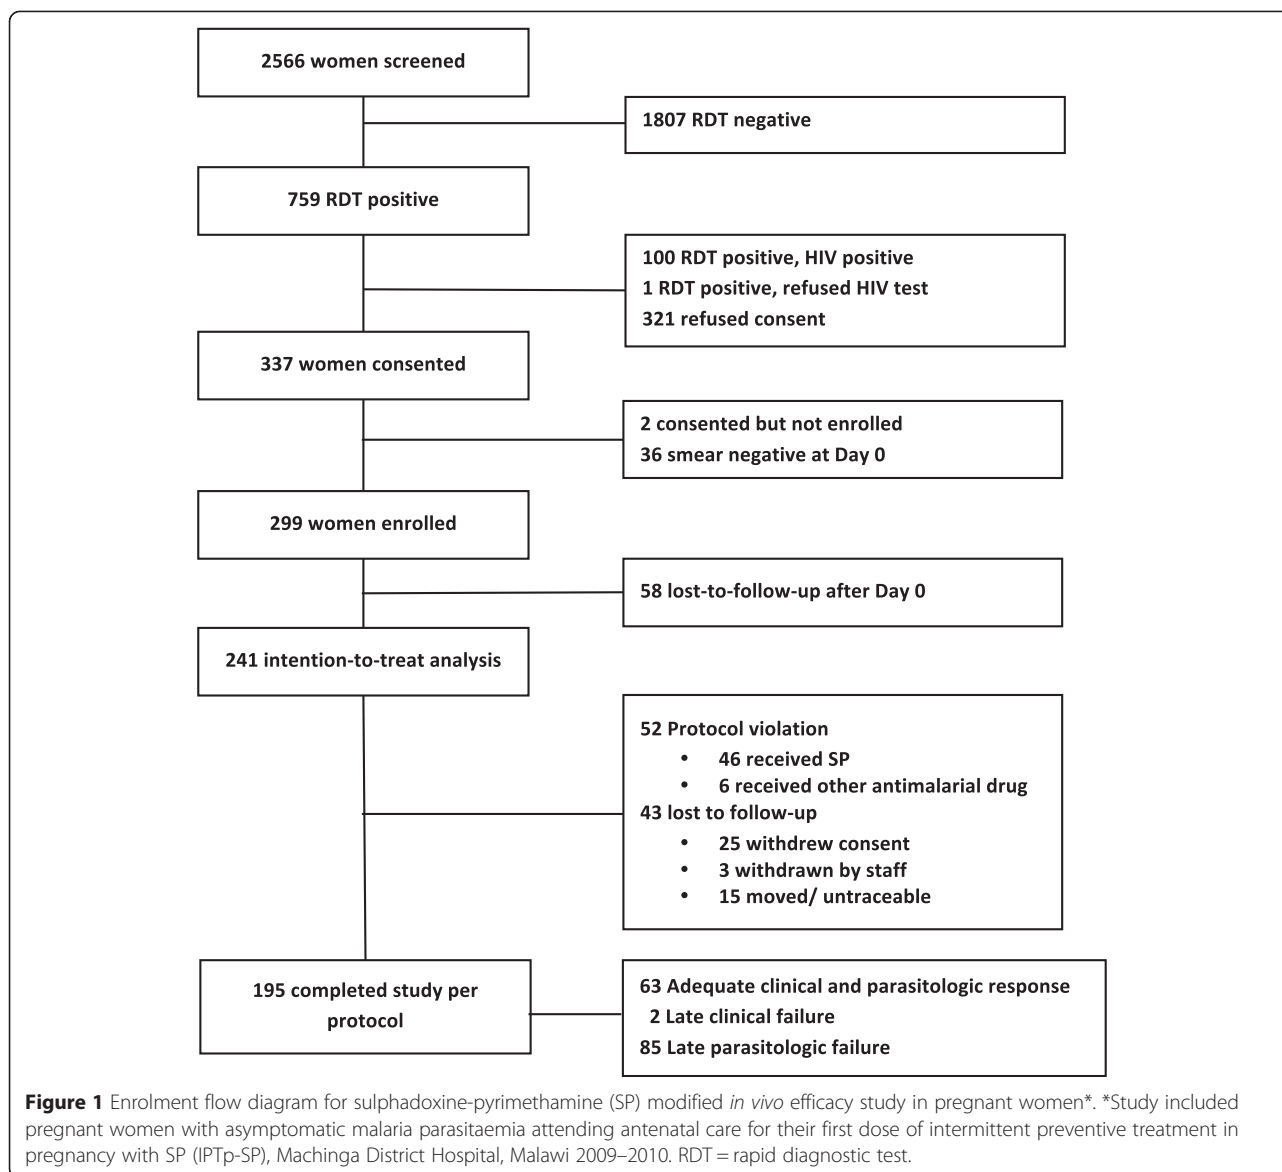 2566 women screened
1807 RDT negative
759 RDT positive
100 RDT positive, HIV positive
1 RDT positive, refused HIV test
321 refused consent
337 women consented
2 consented but not enrolled
36 smear negative at Day 0
299 women enrolled
58 lost-to-follow-up after Day 0
241 intention-to-treat analysis
52 Protocol violation
• 46 received SP
• 6 received other antimalarial drug
43 lost to follow-up
• 25 withdrew consent
• 3 withdrawn by staff
• 15 moved/ untraceable
195 completed study per
protocol
63 Adequate clinical and parasitologic response
2 Late clinical failure
85 Late parasitologic failure
Figure 1 Enrolment flow diagram for sulphadoxine-pyrimethamine (SP) modified in vivo efficacy study in pregnant women*. *Study included
pregnant women with asymptomatic malaria parasitaemia attending antenatal care for their first dose of intermittent preventive treatment in
pregnancy with SP (IPTp-SP), Machinga District Hospital, Malawi 2009–2010. RDT = rapid diagnostic test.